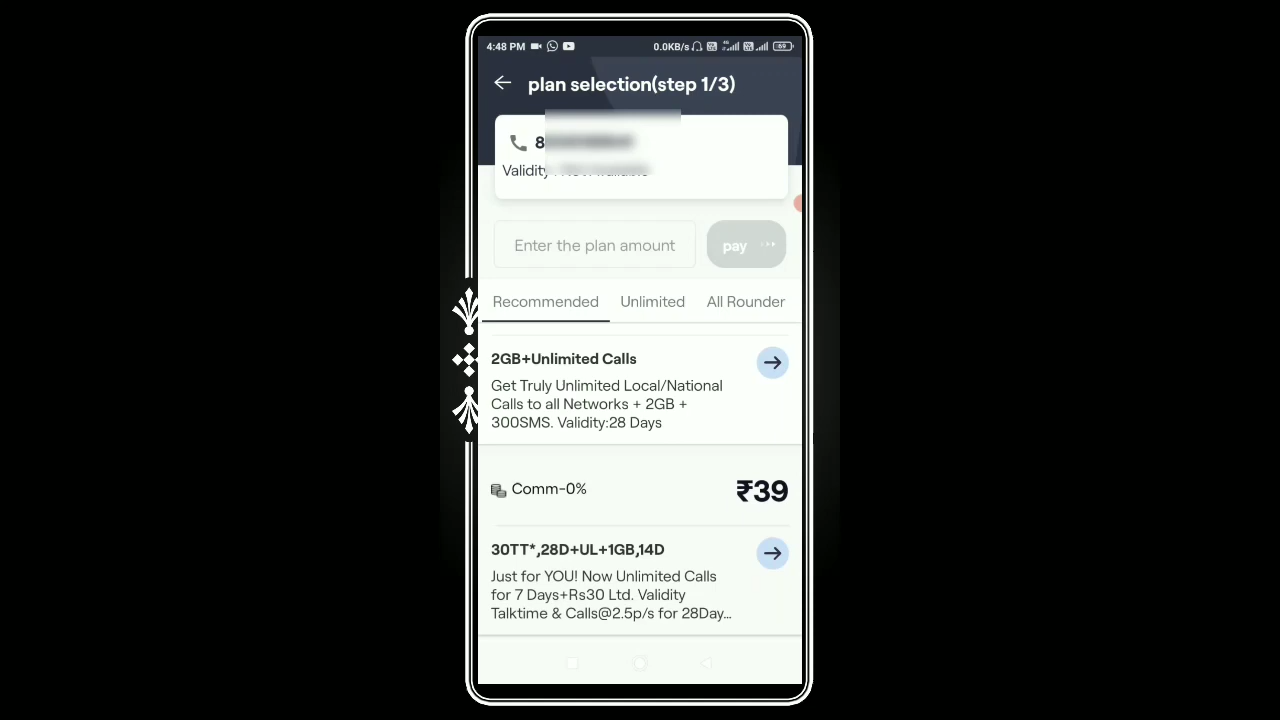 4:48 PM
0.0KB/s
4G
69
plan selection(step 1/3)
8
Validity
Enter the plan amount
pay
Recommended
Unlimited
All Rounder
2GB+Unlimited Calls
Get Truly Unlimited Local/National
Calls to all Networks + 2GB +
300SMS. Validity:28 Days
Comm-0%
₹39
30TT*,28D+UL+1GB,14D
Just for YOU! Now Unlimited Calls
for 7 Days+Rs30 Ltd. Validity
Talktime & Calls@2.5p/s for 28Day...